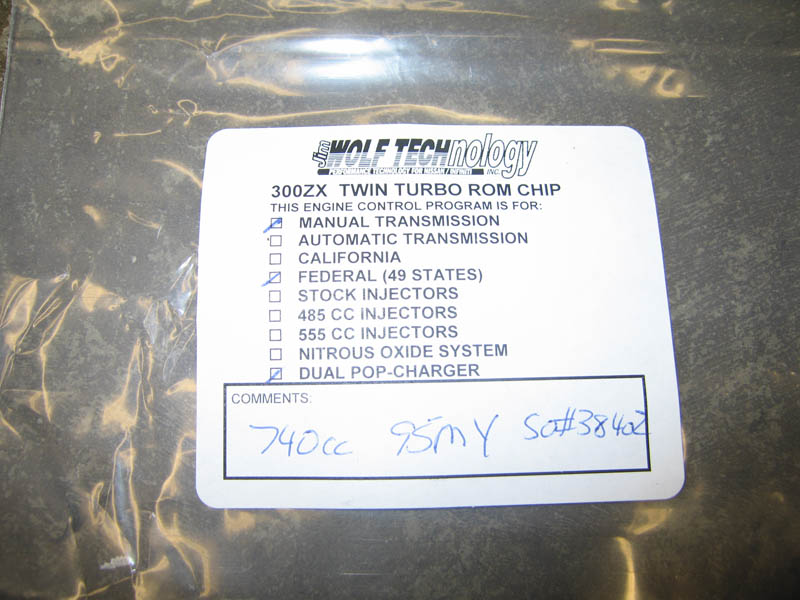 Jim WOLF TECHnology INC.
PERFORMANCE TECHNOLOGY FOR NISSAN / INFINITI
300ZX TWIN TURBO ROM CHIP
THIS ENGINE CONTROL PROGRAM IS FOR:
MANUAL TRANSMISSION
AUTOMATIC TRANSMISSION
CALIFORNIA
FEDERAL (49 STATES)
STOCK INJECTORS
485 CC INJECTORS
555 CC INJECTORS
NITROUS OXIDE SYSTEM
DUAL POP-CHARGER
COMMENTS:
740cc 95MY SO#38402